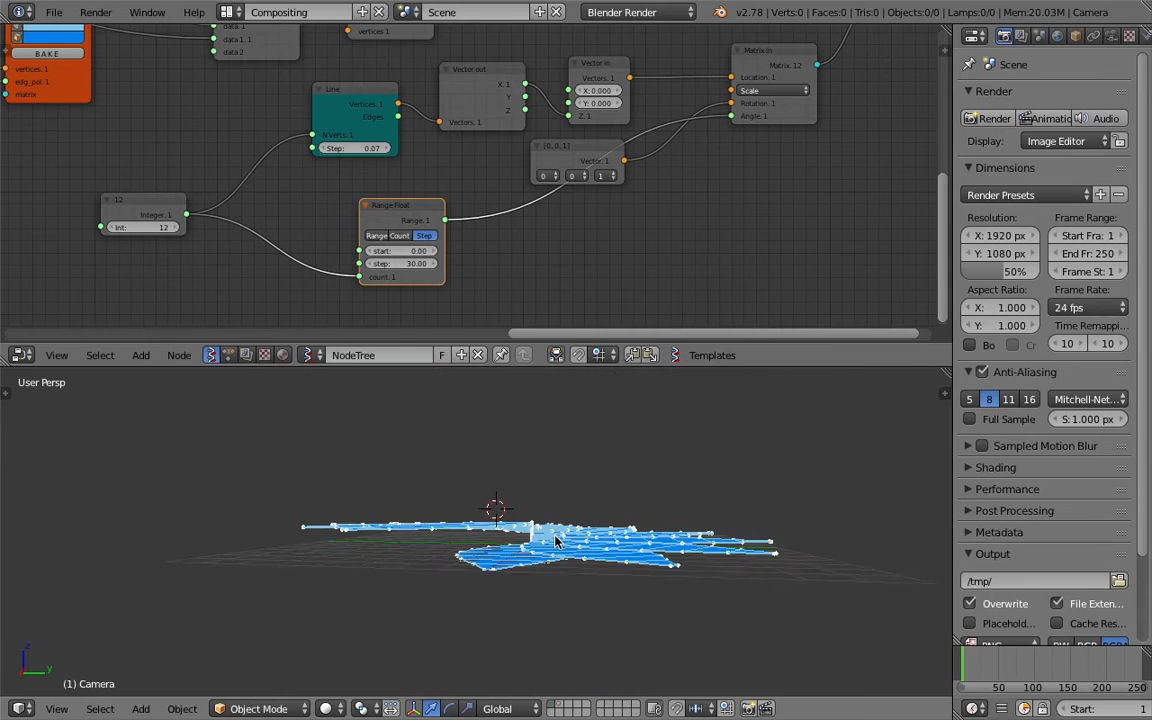 File Render Window Help Compositing Scene Blender Render v2.78 | Verts:0 | Faces:0 | Tris:0 | Objects:0/0 | Lamps:0/0 | Mem:20.03M | Camera
data 1
data 1. 1
data 2
vertices 1
BAKE
vertices. 1
edg_pol. 1
matrix
Line
Vertices. 1
Edges
N Verts. 1
Step: 0.07
Vector out
X. 1
Y
Z
Vectors. 1
Vector in
Vectors. 1
X: 0.000
Y: 0.000
Z. 1
Matrix in
Matrix. 12
Location. 1
Scale
Rotation. 1
Angle. 1
[0, 0, 1]
Vector. 1
0 0 1
12
Integer. 1
Int: 12
Range Float
Range. 1
Range Count Step
start: 0.00
step: 30.00
count. 1
View Select Add Node NodeTree F Templates
User Persp
z
y
(1) Camera
View Select Add Object Object Mode Global
Scene
Render
Render Animatic Audio
Display: Image Editor
Dimensions
Render Presets
Resolution: Frame Range:
X: 1920 px Start Fra: 1
Y: 1080 px End Fr: 250
50% Frame St: 1
Aspect Ratio: Frame Rate:
X: 1.000 24 fps
Y: 1.000 Time Remappi...
Bo Cr 10 10
Anti-Aliasing
5 8 11 16 Mitchell-Net...
Full Sample S: 1.000 px
Sampled Motion Blur
Shading
Performance
Post Processing
Metadata
Output
/tmp/
Overwrite File Exten...
Placehold... Cache Res...
PNG BW RGB RGBA
50 100 150 200 250
Start: 1